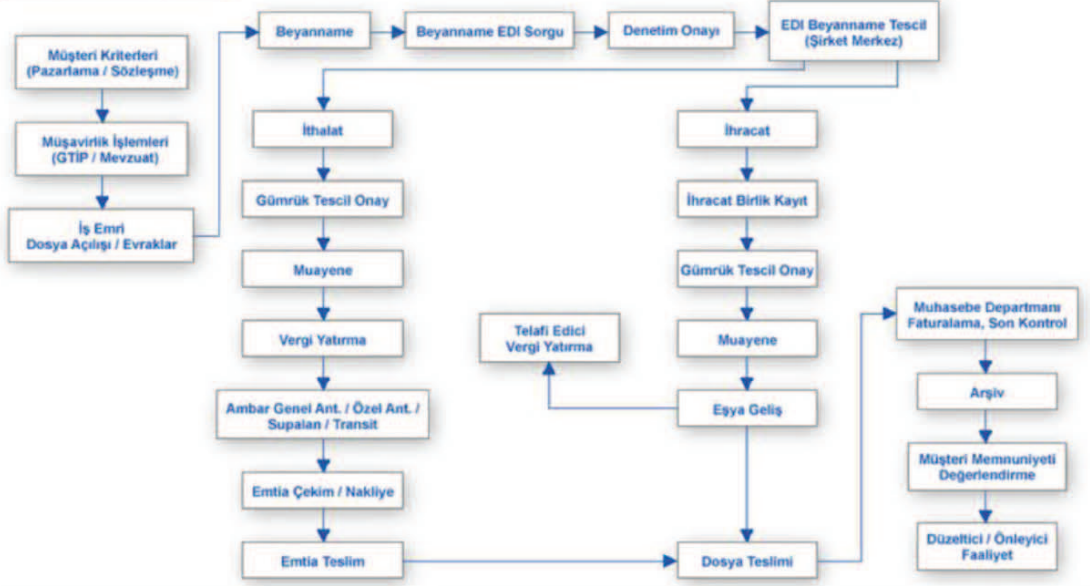 Müşteri Kriterleri
(Pazarlama / Sözleşme)
Müşavirlik İşlemleri
(GTİP / Mevzuat)
İş Emri
Dosya Açılışı / Evraklar
Beyanname
Beyanname EDI Sorgu
Denetim Onayı
EDI Beyanname Tescil
(Şirket Merkez)
İthalat
Gümrük Tescil Onay
Muayene
Vergi Yatırma
Ambar Genel Ant. / Özel Ant. /
Supalan / Transit
Emtia Çekim / Nakliye
Emtia Teslim
İhracat
İhracat Birlik Kayıt
Gümrük Tescil Onay
Muayene
Eşya Geliş
Telafi Edici
Vergi Yatırma
Dosya Teslimi
Muhasebe Departmanı
Faturalama, Son Kontrol
Arşiv
Müşteri Memnuniyeti
Değerlendirme
Düzeltici / Önleyici
Faaliyet